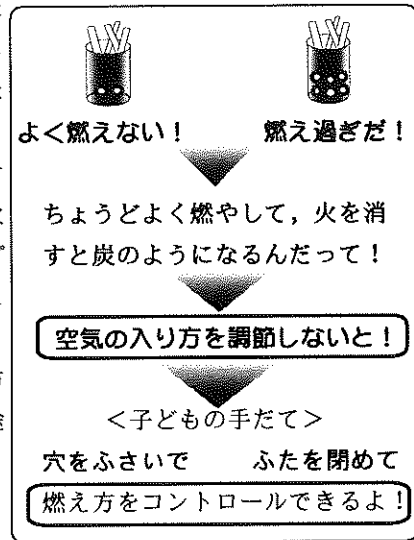 よく燃えない！　燃え過ぎだ！
ちょうどよく燃やして，火を消
すと炭のようになるんだって！
空気の入り方を調節しないと！
＜子どもの手だて＞
穴をふさいで　ふたを閉めて
燃え方をコントロールできるよ！